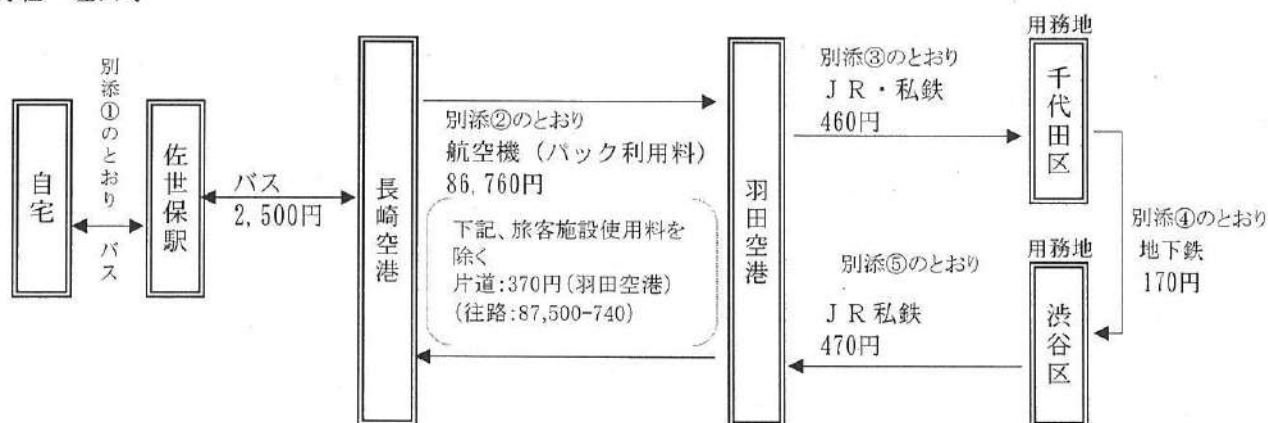 別添①のとおり
バス
自宅
佐世保駅
バス
2,500円
長崎空港
別添②のとおり
航空機（パック利用料）
86,760円
下記、旅客施設使用料を
除く
片道:370円(羽田空港)
(往路:87,500-740)
羽田空港
別添③のとおり
ＪＲ・私鉄
460円
用務地
千代田区
別添④のとおり
地下鉄
170円
用務地
渋谷区
別添⑤のとおり
ＪＲ私鉄
470円